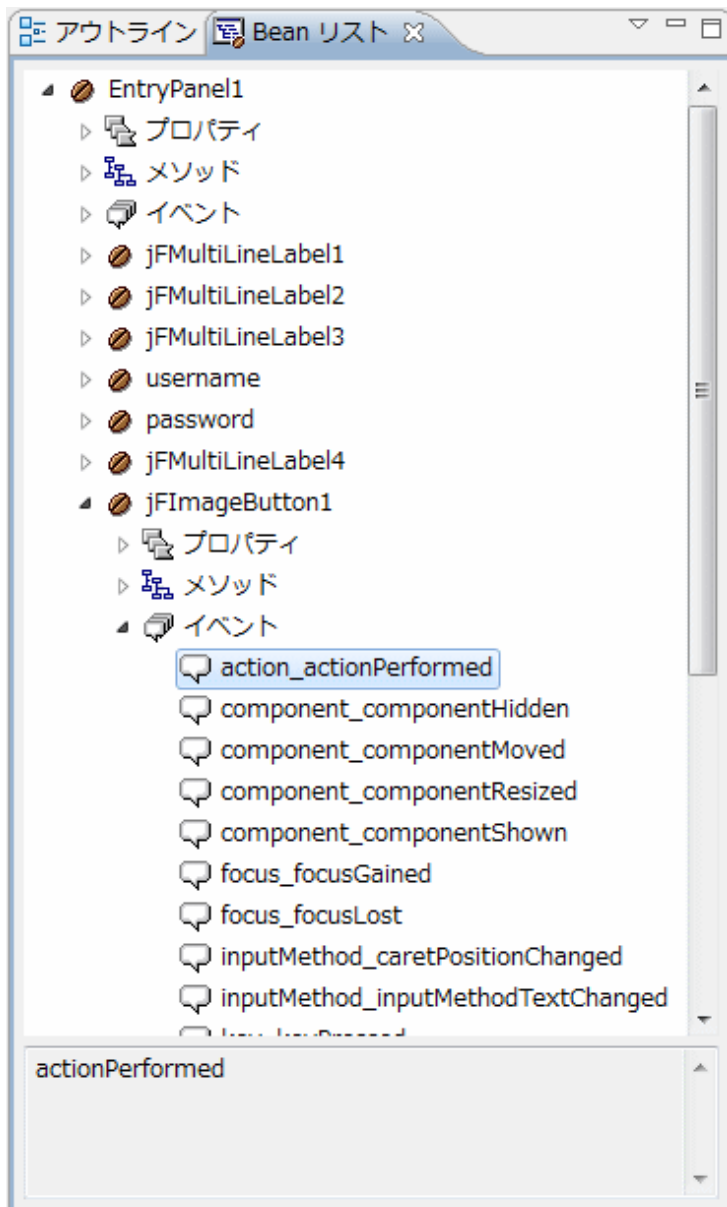 アウトライン Bean リスト
EntryPanel1
プロパティ
メソッド
イベント
jFMultiLineLabel1
jFMultiLineLabel2
jFMultiLineLabel3
username
password
jFMultiLineLabel4
jFImageButton1
プロパティ
メソッド
イベント
action_actionPerformed
component_componentHidden
component_componentMoved
component_componentResized
component_componentShown
focus_focusGained
focus_focusLost
inputMethod_caretPositionChanged
inputMethod_inputMethodTextChanged
key_keyPressed
actionPerformed